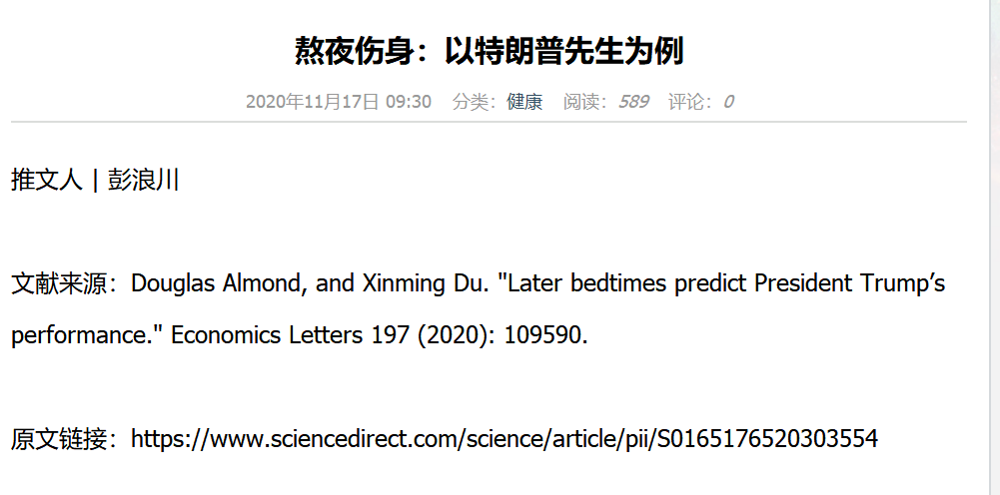 熬夜伤身：以特朗普先生为例
2020年11月17日 09:30 分类：健康 阅读：589 评论：0
推文人 | 彭浪川
文献来源：Douglas Almond, and Xinming Du. "Later bedtimes predict President Trump’s
performance." Economics Letters 197 (2020): 109590.
原文链接：https://www.sciencedirect.com/science/article/pii/S0165176520303554